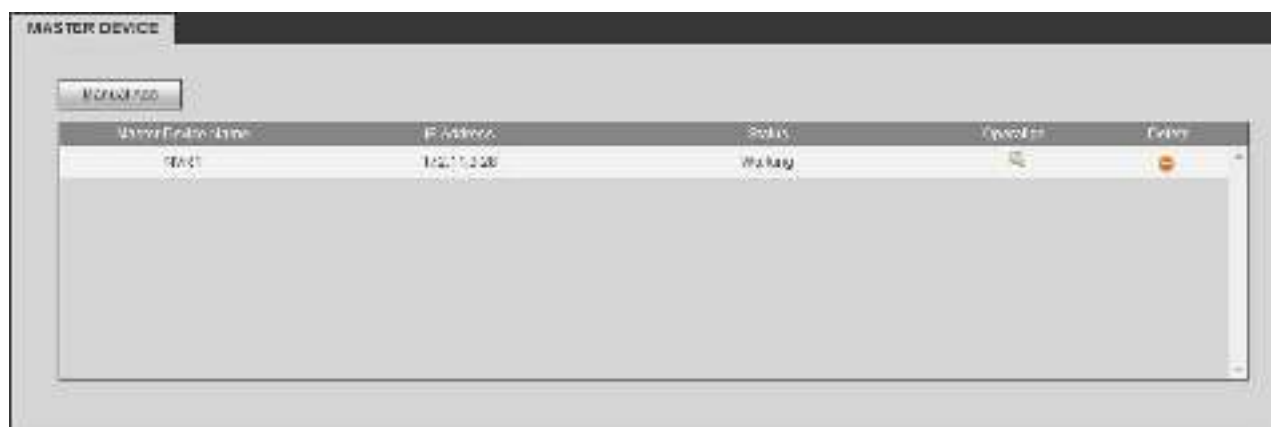 MASTER DEVICE
Manual Add
Master Device Name IP Address Status Operation Delete
Working